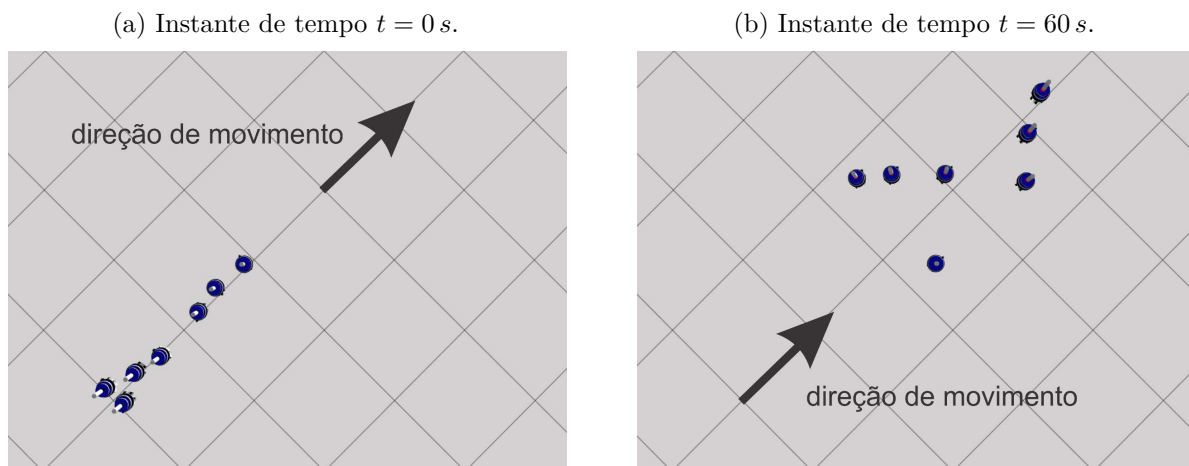 (a) Instante de tempo t = 0 s.
(b) Instante de tempo t = 60 s.
direção de movimento
direção de movimento